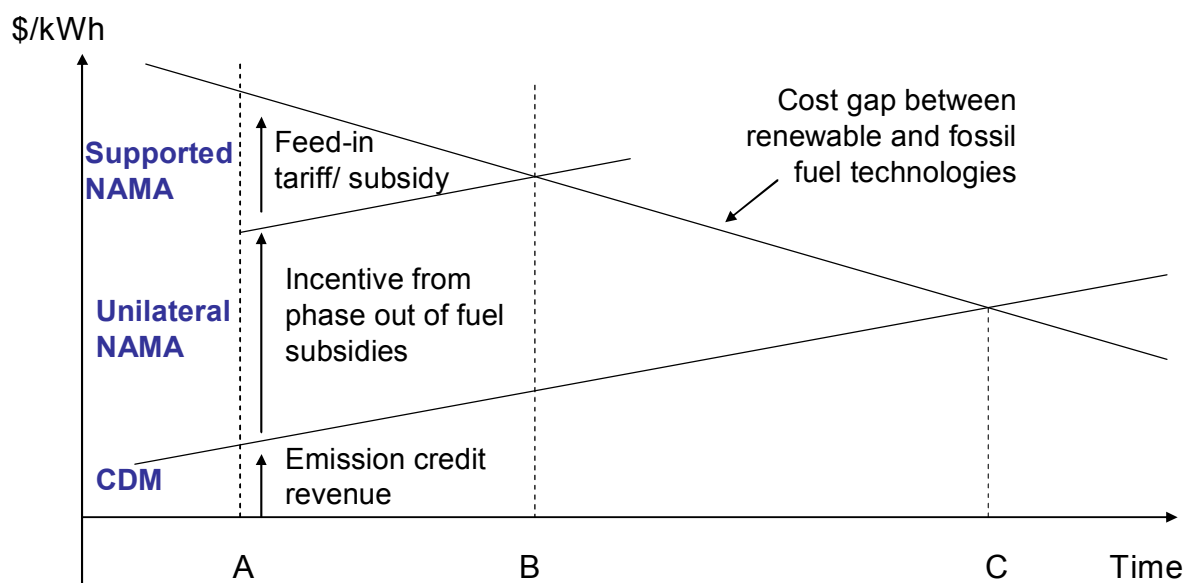 $/kWh
Cost gap between
renewable and fossil
fuel technologies
Supported
NAMA
Feed-in
tariff/ subsidy
Unilateral
NAMA
Incentive from
phase out of fuel
subsidies
CDM
Emission credit
revenue
A
B
C
Time